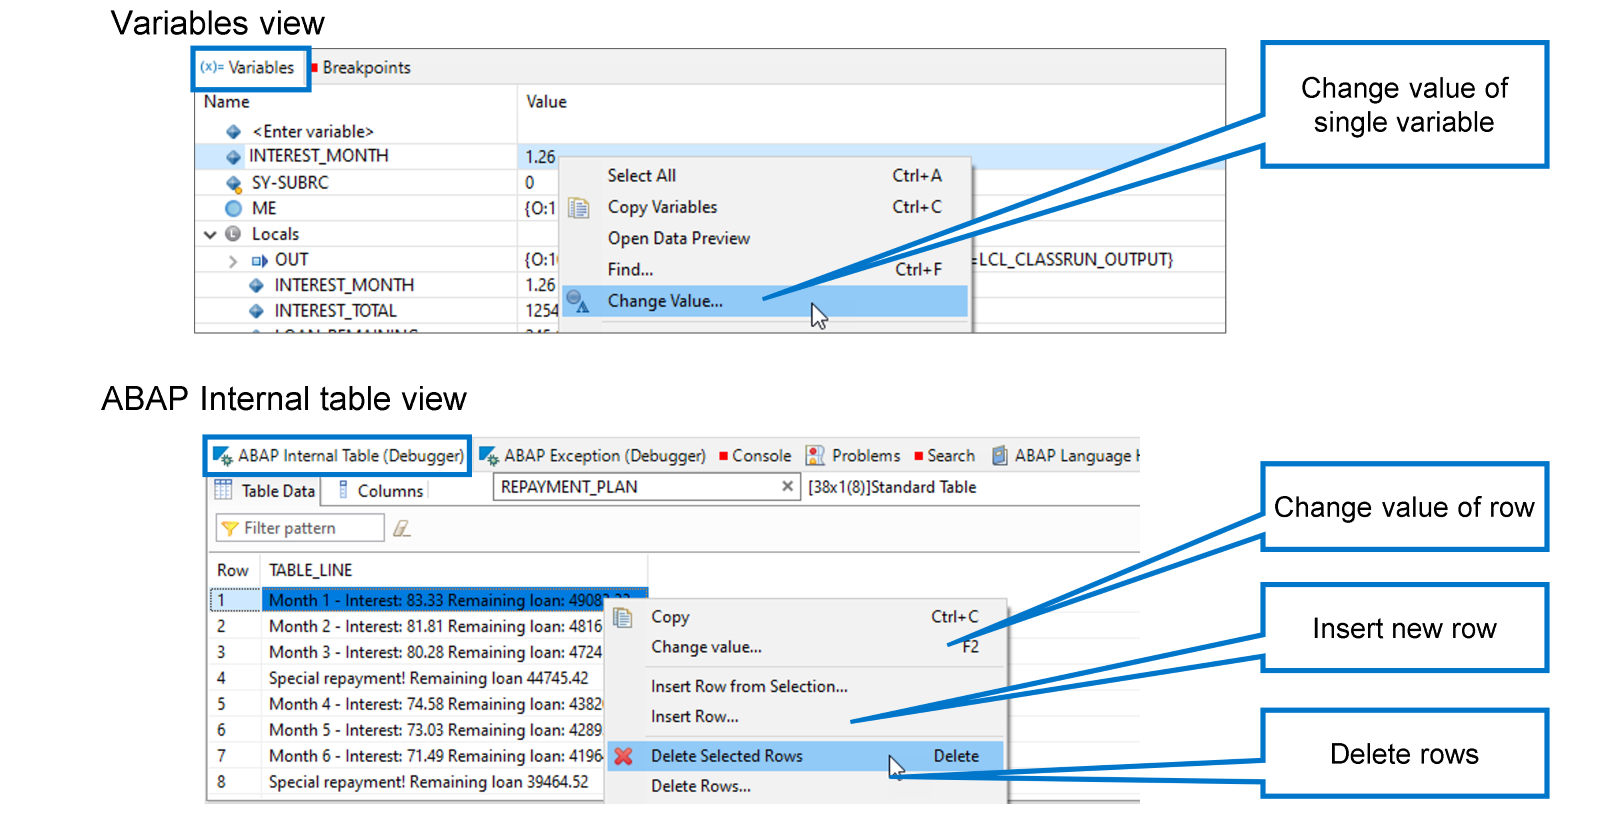 Variables view
(x)= Variables
Breakpoints
Name Value
<Enter variable>
INTEREST_MONTH 1.26
SY-SUBRC 0
ME {O:1
Locals
OUT {O:1 =LCL_CLASSRUN_OUTPUT}
INTEREST_MONTH 1.26
INTEREST_TOTAL 1254
Select All Ctrl+A
Copy Variables Ctrl+C
Open Data Preview
Find... Ctrl+F
Change Value...
Change value of
single variable
ABAP Internal table view
ABAP Internal Table (Debugger) ABAP Exception (Debugger) Console Problems Search ABAP Language
Table Data Columns REPAYMENT_PLAN [38x1(8)]Standard Table
Filter pattern
Row TABLE_LINE
1 Month 1 - Interest: 83.33 Remaining loan: 4908
2 Month 2 - Interest: 81.81 Remaining loan: 4816
3 Month 3 - Interest: 80.28 Remaining loan: 4724
4 Special repayment! Remaining loan 44745.42
5 Month 4 - Interest: 74.58 Remaining loan: 4382
6 Month 5 - Interest: 73.03 Remaining loan: 4289
7 Month 6 - Interest: 71.49 Remaining loan: 4196
8 Special repayment! Remaining loan 39464.52
Copy Ctrl+C
Change value... F2
Insert Row from Selection...
Insert Row...
Delete Selected Rows Delete
Delete Rows...
Change value of row
Insert new row
Delete rows